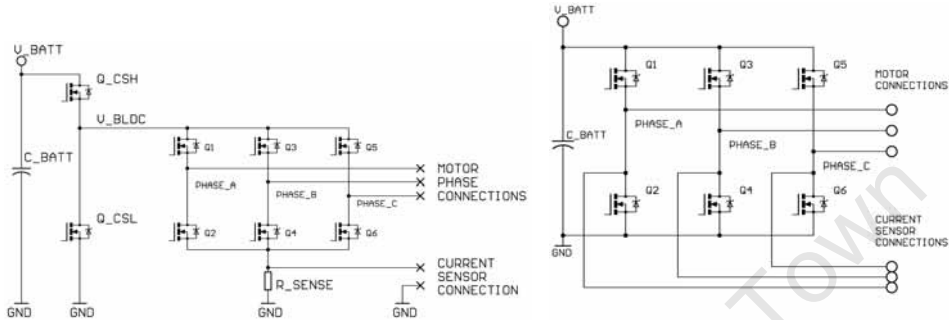 V_BATT
Q_CSH
V_BLDC
C_BATT
Q1
Q3
Q5
MOTOR
PHASE
CONNECTIONS
PHASE_A
PHASE_B
PHASE_C
Q_CSL
Q2
Q4
Q6
CURRENT
SENSOR
CONNECTION
R_SENSE
GND
GND
GND
GND
V_BATT
Q1
Q3
Q5
MOTOR
CONNECTIONS
C_BATT
PHASE_A
PHASE_B
PHASE_C
Q2
Q4
Q6
CURRENT
SENSOR
CONNECTIONS
GND
Town